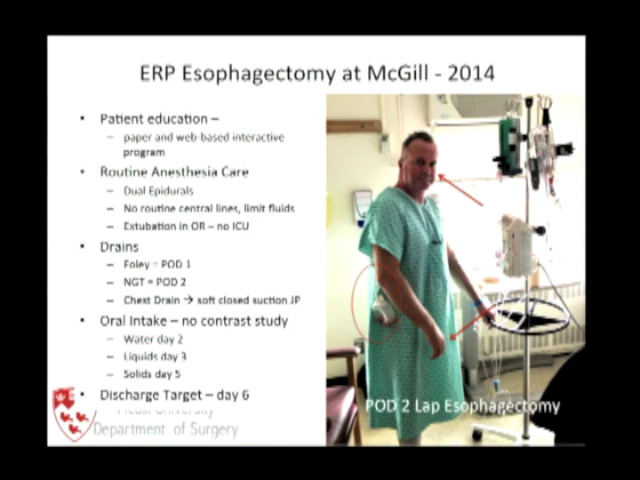 ERP Esophagectomy at McGill - 2014
• Patient education –
– paper and web-based interactive
program
• Routine Anesthesia Care
– Dual Epidurals
– No routine central lines, limit fluids
– Extubation in OR – no ICU
• Drains
– Foley = POD 1
– NGT = POD 2
– Chest Drain → soft closed suction JP
• Oral Intake – no contrast study
– Water day 2
– Liquids day 3
– Solids day 5
• Discharge Target – day 6
McGill University
Department of Surgery
POD 2 Lap Esophagectomy